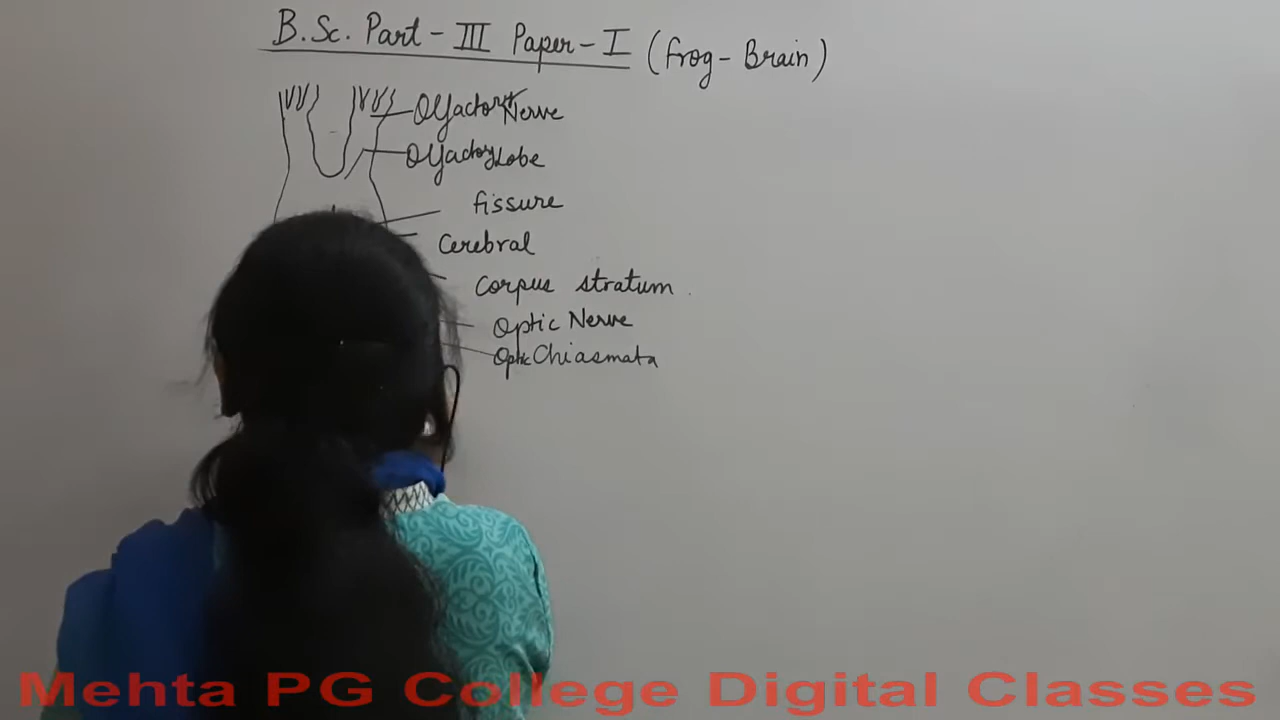 B.Sc. Part - III Paper - I (frog - Brain)
Olfactory Nerve
Olfactory Lobe
fissure
Cerebral
Corpus stratum
Optic Nerve
Optic Chiasmata
Mehta PG College Digital Classes